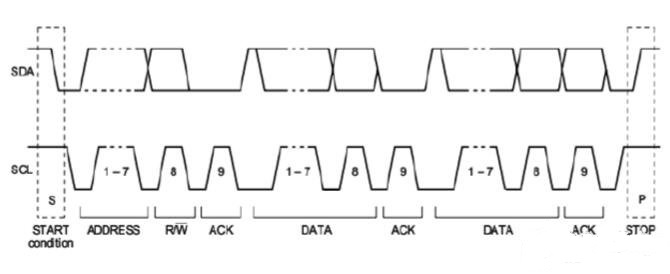 SDA
SCL
1 – 7 8 9 1 – 7 8 9 1 – 7 8 9
S P
START condition ADDRESS R/W̅ ACK DATA ACK DATA ACK STOP